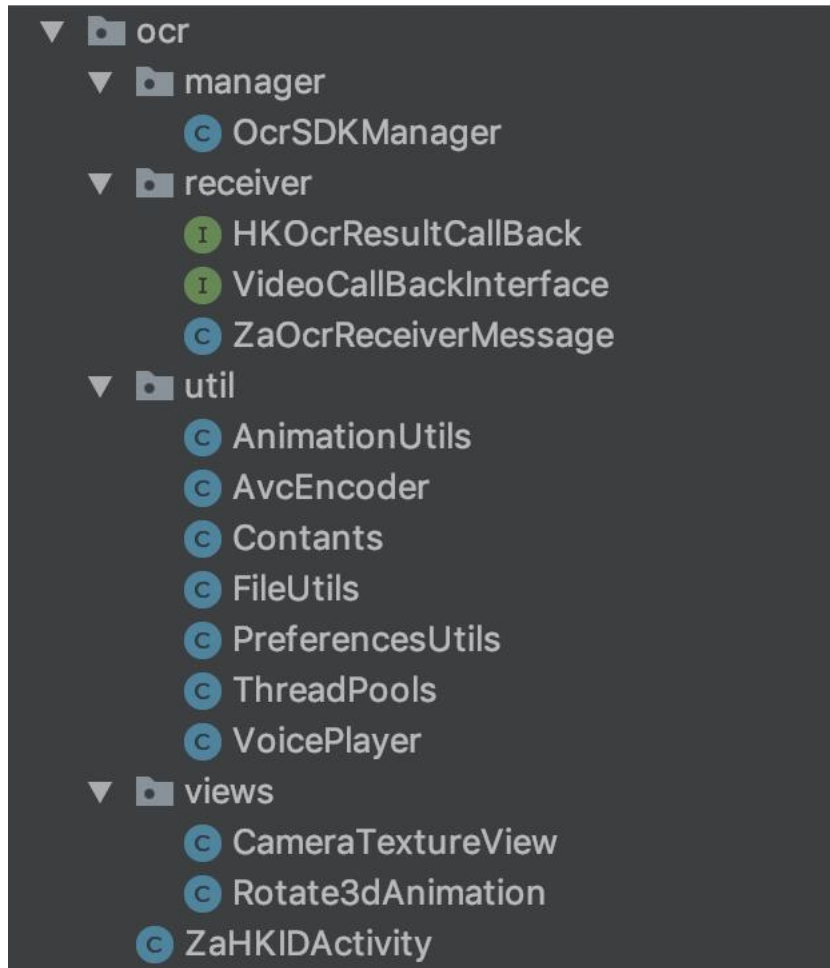 ocr
manager
OcrSDKManager
receiver
HKOcrResultCallBack
VideoCallBackInterface
ZaOcrReceiverMessage
util
AnimationUtils
AvcEncoder
Contants
FileUtils
PreferencesUtils
ThreadPools
VoicePlayer
views
CameraTextureView
Rotate3dAnimation
ZaHKIDActivity